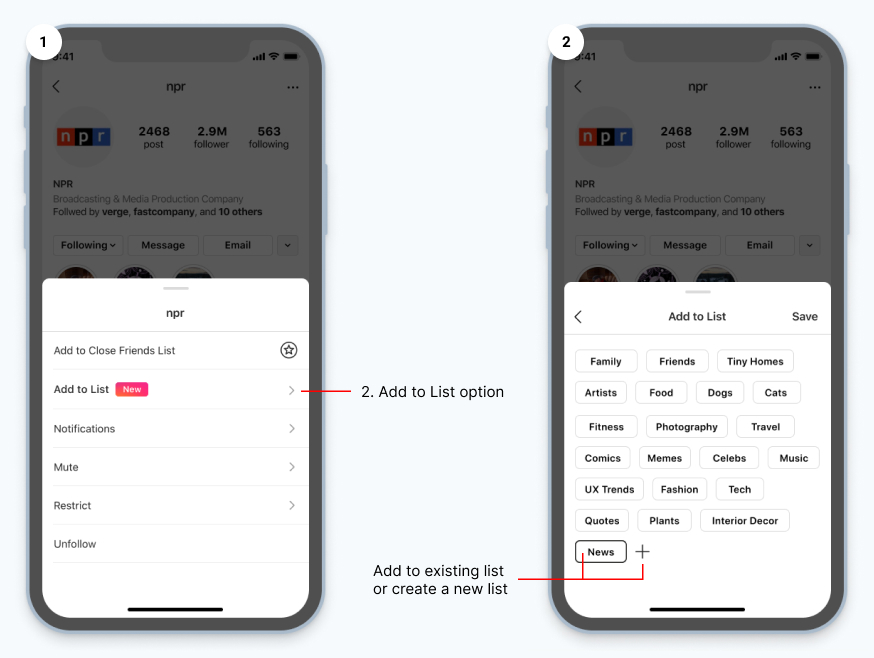 1
9:41
npr
npr
2468 2.9M 563
post follower following
NPR
Broadcasting & Media Production Company
Follwed by verge, fastcompany, and 10 others
Following Message Email
npr
Add to Close Friends List
Add to List New
Notifications
Mute
Restrict
Unfollow
2. Add to List option
2
9:41
npr
npr
2468 2.9M 563
post follower following
NPR
Broadcasting & Media Production Company
Follwed by verge, fastcompany, and 10 others
Following Message Email
Add to List Save
Family Friends Tiny Homes
Artists Food Dogs Cats
Fitness Photography Travel
Comics Memes Celebs Music
UX Trends Fashion Tech
Quotes Plants Interior Decor
News
Add to existing list
or create a new list